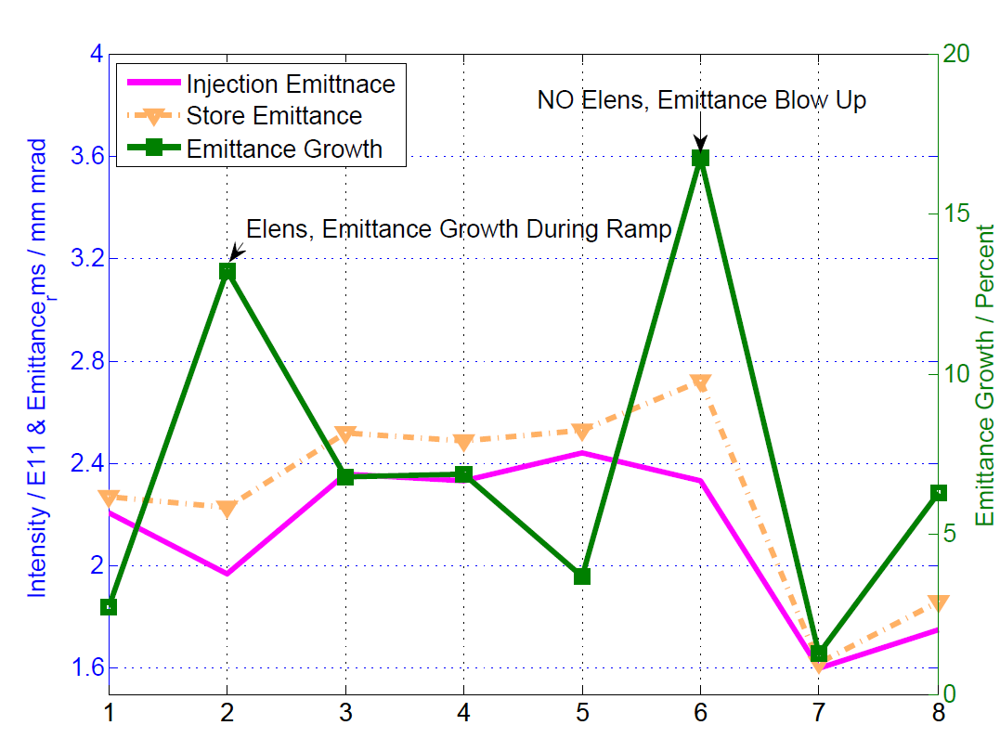 Injection Emittnace
Store Emittance
Emittance Growth
NO Elens, Emittance Blow Up
Elens, Emittance Growth During Ramp
Intensity / E11 & Emittance_rms / mm mrad
4
3.6
3.2
2.8
2.4
2
1.6
20
15
10
5
0
Emittance Growth / Percent
1 2 3 4 5 6 7 8